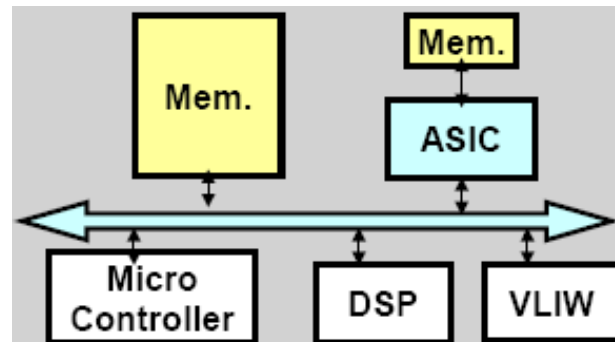 Mem.
Mem.
ASIC
Micro
Controller
DSP
VLIW